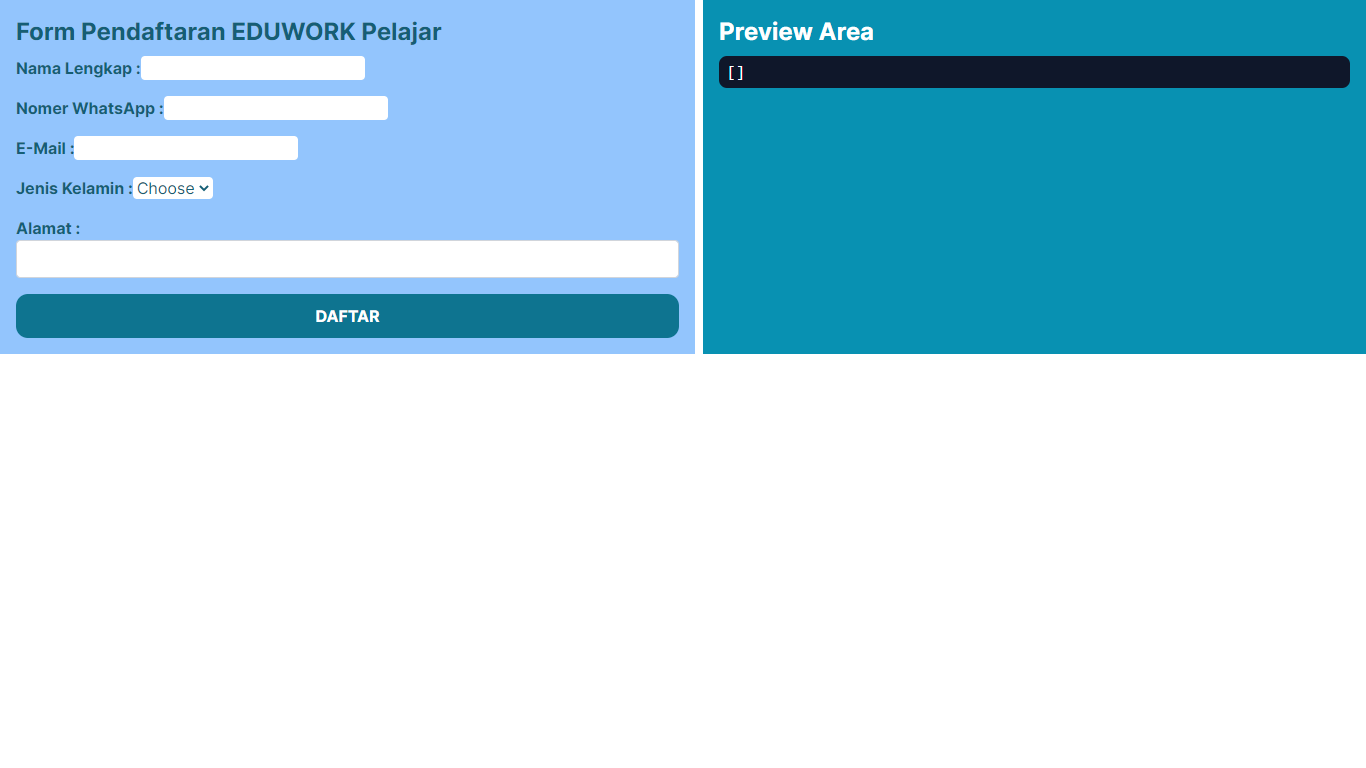 Form Pendaftaran EDUWORK Pelajar
Nama Lengkap :
Nomer WhatsApp :
E-Mail :
Jenis Kelamin : Choose
Alamat :
DAFTAR
Preview Area
[]